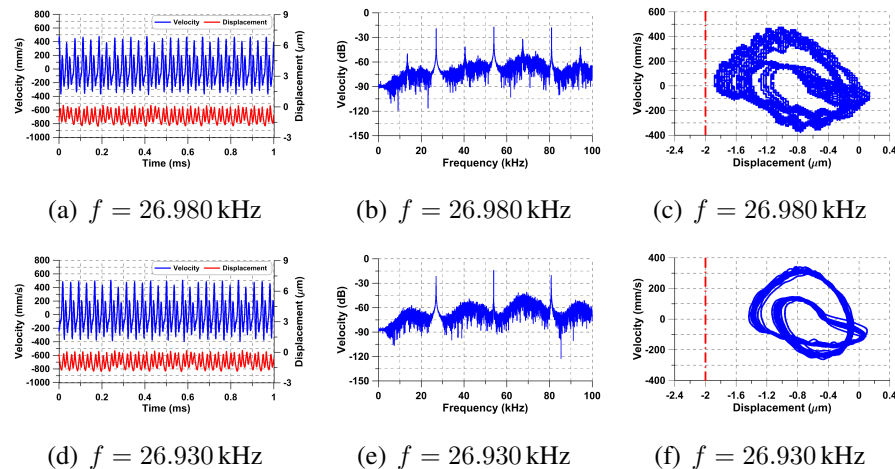 800
600
400
200
0
-200
-400
-600
-800
-1000
Velocity (mm/s)
Velocity Displacement
9
6
3
0
-3
Displacement (μm)
0 0.2 0.4 0.6 0.8 1
Time (ms)
0
-30
-60
-90
-120
-150
Velocity (dB)
0 20 40 60 80 100
Frequency (kHz)
600
400
200
0
-200
-400
Velocity (mm/s)
-2.4 -2 -1.6 -1.2 -0.8 -0.4 0 0.4
Displacement (μm)
(a) f = 26.980 kHz
(b) f = 26.980 kHz
(c) f = 26.980 kHz
800
600
400
200
0
-200
-400
-600
-800
-1000
Velocity (mm/s)
Velocity Displacement
9
6
3
0
-3
Displacement (μm)
0 0.2 0.4 0.6 0.8 1
Time (ms)
0
-30
-60
-90
-120
-150
Velocity (dB)
0 20 40 60 80 100
Frequency (kHz)
600
400
200
0
-200
-400
Velocity (mm/s)
-2.4 -2 -1.6 -1.2 -0.8 -0.4 0 0.4
Displacement (μm)
(d) f = 26.930 kHz
(e) f = 26.930 kHz
(f) f = 26.930 kHz